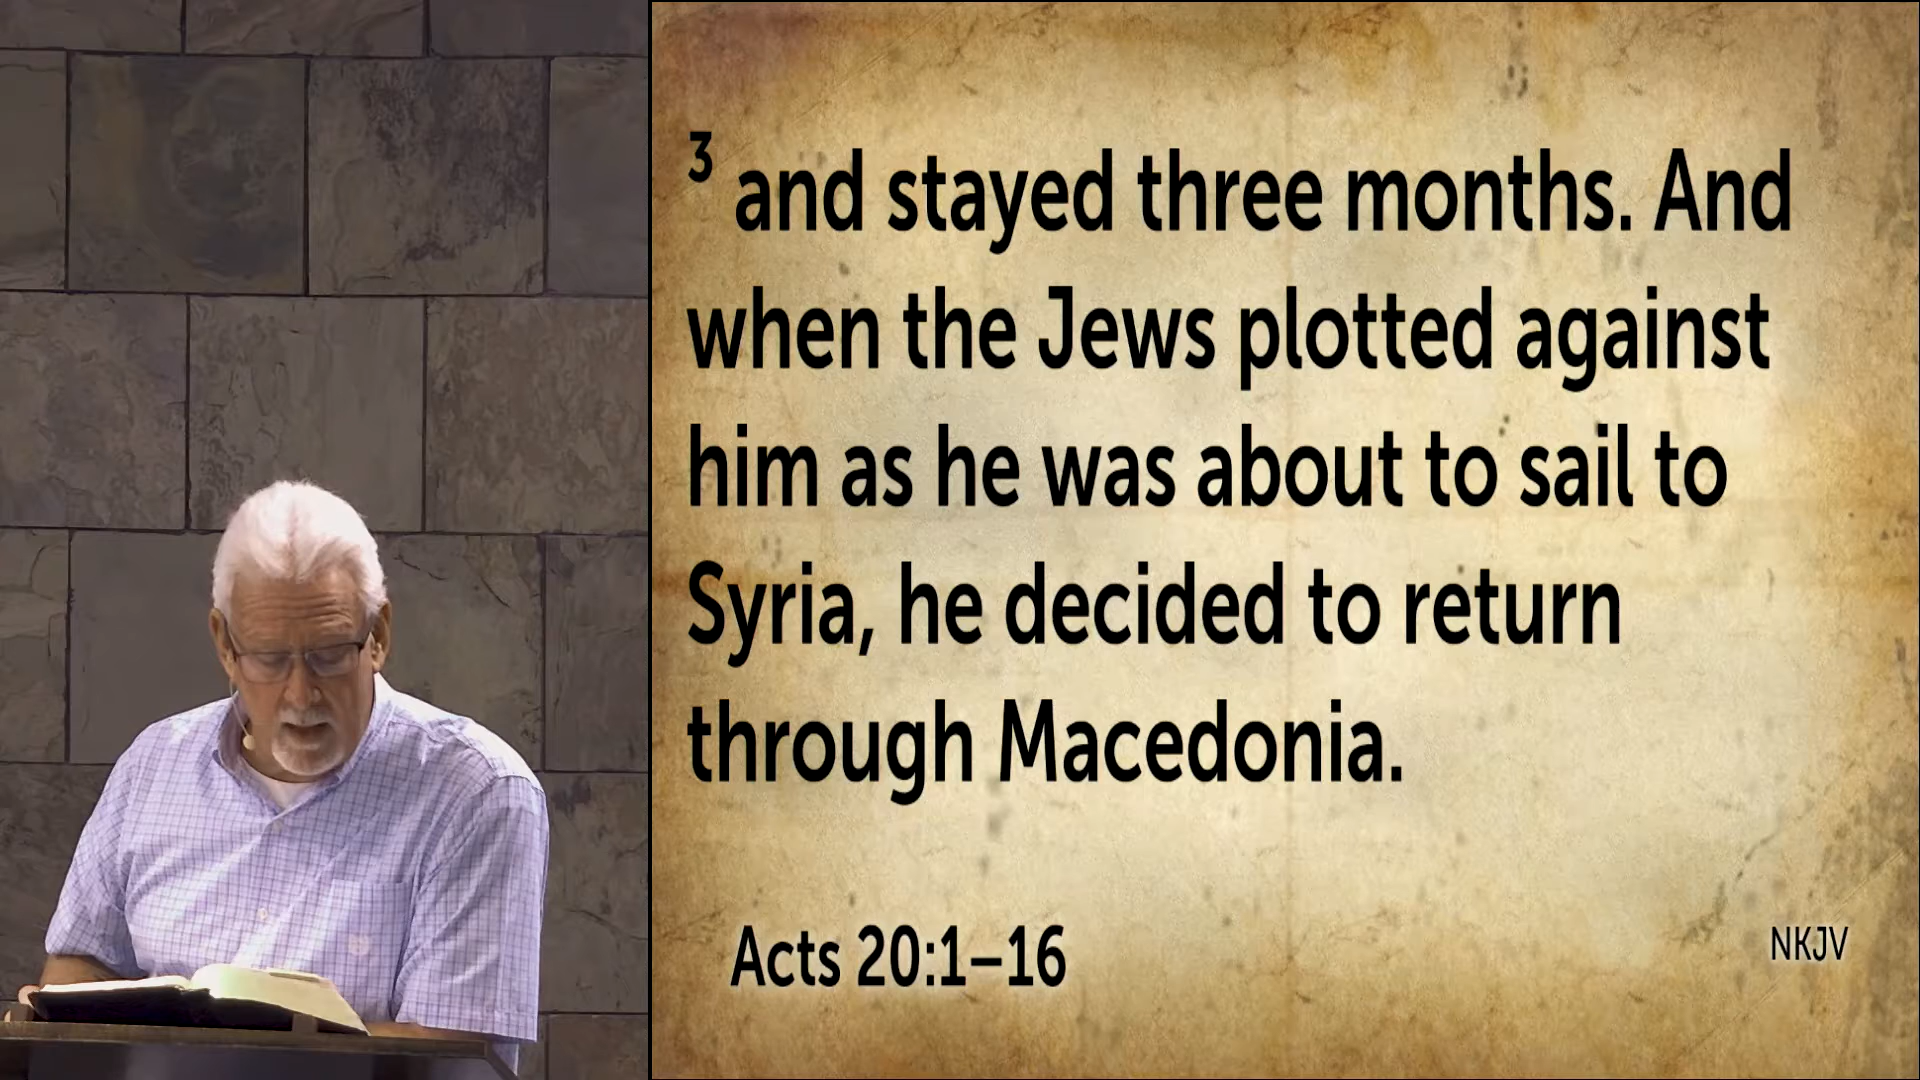 3 and stayed three months. And
when the Jews plotted against
him as he was about to sail to
Syria, he decided to return
through Macedonia.
Acts 20:1–16
NKJV